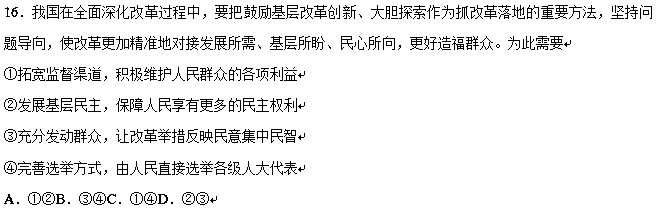 16．我国在全面深化改革过程中，要把鼓励基层改革创新、大胆探索作为抓改革落地的重要方法，坚持问
题导向，使改革更加精准地对接发展所需、基层所盼、民心所向，更好造福群众。为此需要↵
①拓宽监督渠道，积极维护人民群众的各项利益↵
②发展基层民主，保障人民享有更多的民主权利↵
③充分发动群众，让改革举措反映民意集中民智↵
④完善选举方式，由人民直接选举各级人大代表↵
A．①②B．③④C．①④D．②③↵